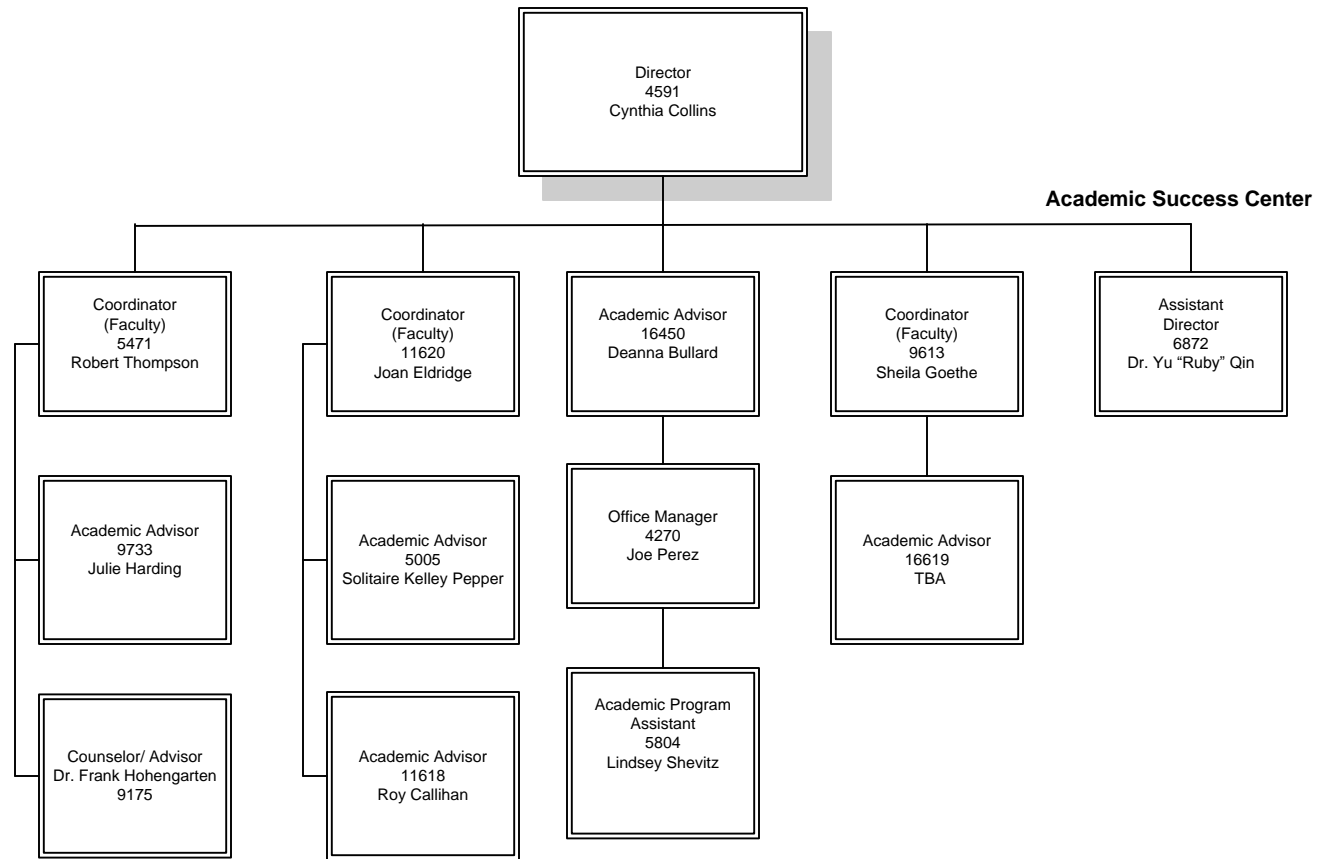 Director
4591
Cynthia Collins
Academic Success Center
Coordinator
(Faculty)
5471
Robert Thompson
Coordinator
(Faculty)
11620
Joan Eldridge
Academic Advisor
16450
Deanna Bullard
Coordinator
(Faculty)
9613
Sheila Goethe
Assistant
Director
6872
Dr. Yu “Ruby” Qin
Academic Advisor
9733
Julie Harding
Academic Advisor
5005
Solitaire Kelley Pepper
Office Manager
4270
Joe Perez
Academic Advisor
16619
TBA
Counselor/ Advisor
Dr. Frank Hohengarten
9175
Academic Advisor
11618
Roy Callihan
Academic Program
Assistant
5804
Lindsey Shevitz